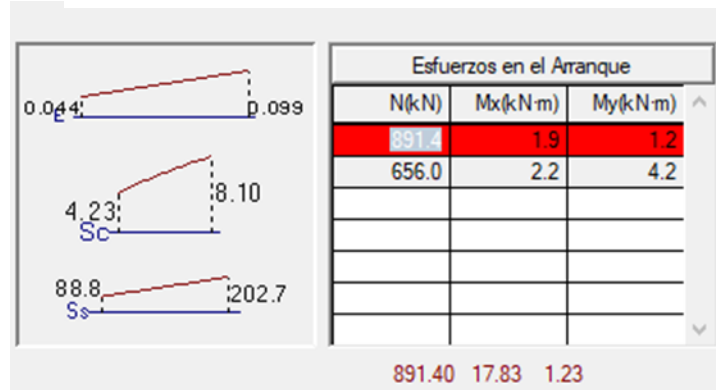 0.044
E
0.099
4.23
Sc
8.10
88.8
Ss
202.7
Esfuerzos en el Arranque
N(kN) Mx(kN·m) My(kN·m)
891.4 1.9 1.2
656.0 2.2 4.2
891.40 17.83 1.23